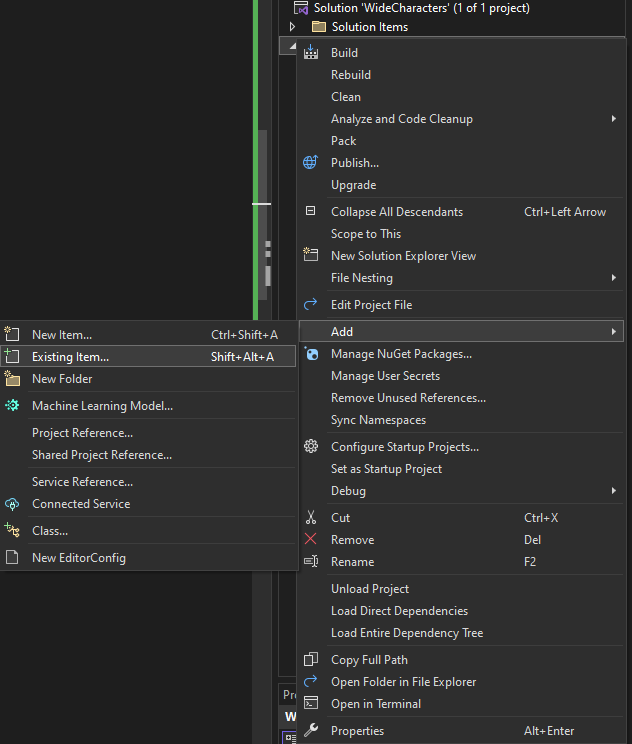 Solution 'WideCharacters' (1 of 1 project)
Solution Items
Build
Rebuild
Clean
Analyze and Code Cleanup
Pack
Publish...
Upgrade
Collapse All Descendants Ctrl+Left Arrow
Scope to This
New Solution Explorer View
File Nesting
Edit Project File
Add
Manage NuGet Packages...
Manage User Secrets
Remove Unused References...
Sync Namespaces
Configure Startup Projects...
Set as Startup Project
Debug
Cut Ctrl+X
Remove Del
Rename F2
Unload Project
Load Direct Dependencies
Load Entire Dependency Tree
Copy Full Path
Open Folder in File Explorer
Open in Terminal
Properties Alt+Enter
New Item... Ctrl+Shift+A
Existing Item... Shift+Alt+A
New Folder
Machine Learning Model...
Project Reference...
Shared Project Reference...
Service Reference...
Connected Service
Class...
New EditorConfig